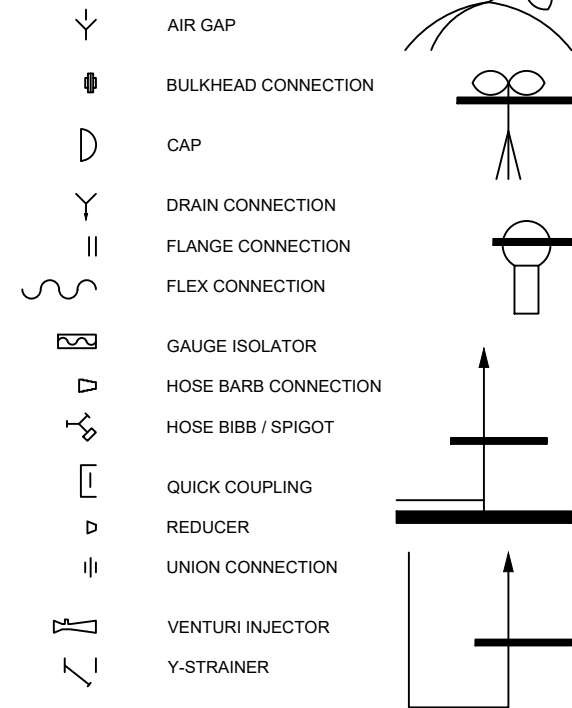 AIR GAP
BULKHEAD CONNECTION
CAP
DRAIN CONNECTION
FLANGE CONNECTION
FLEX CONNECTION
GAUGE ISOLATOR
HOSE BARB CONNECTION
HOSE BIBB / SPIGOT
QUICK COUPLING
REDUCER
UNION CONNECTION
VENTURI INJECTOR
Y-STRAINER